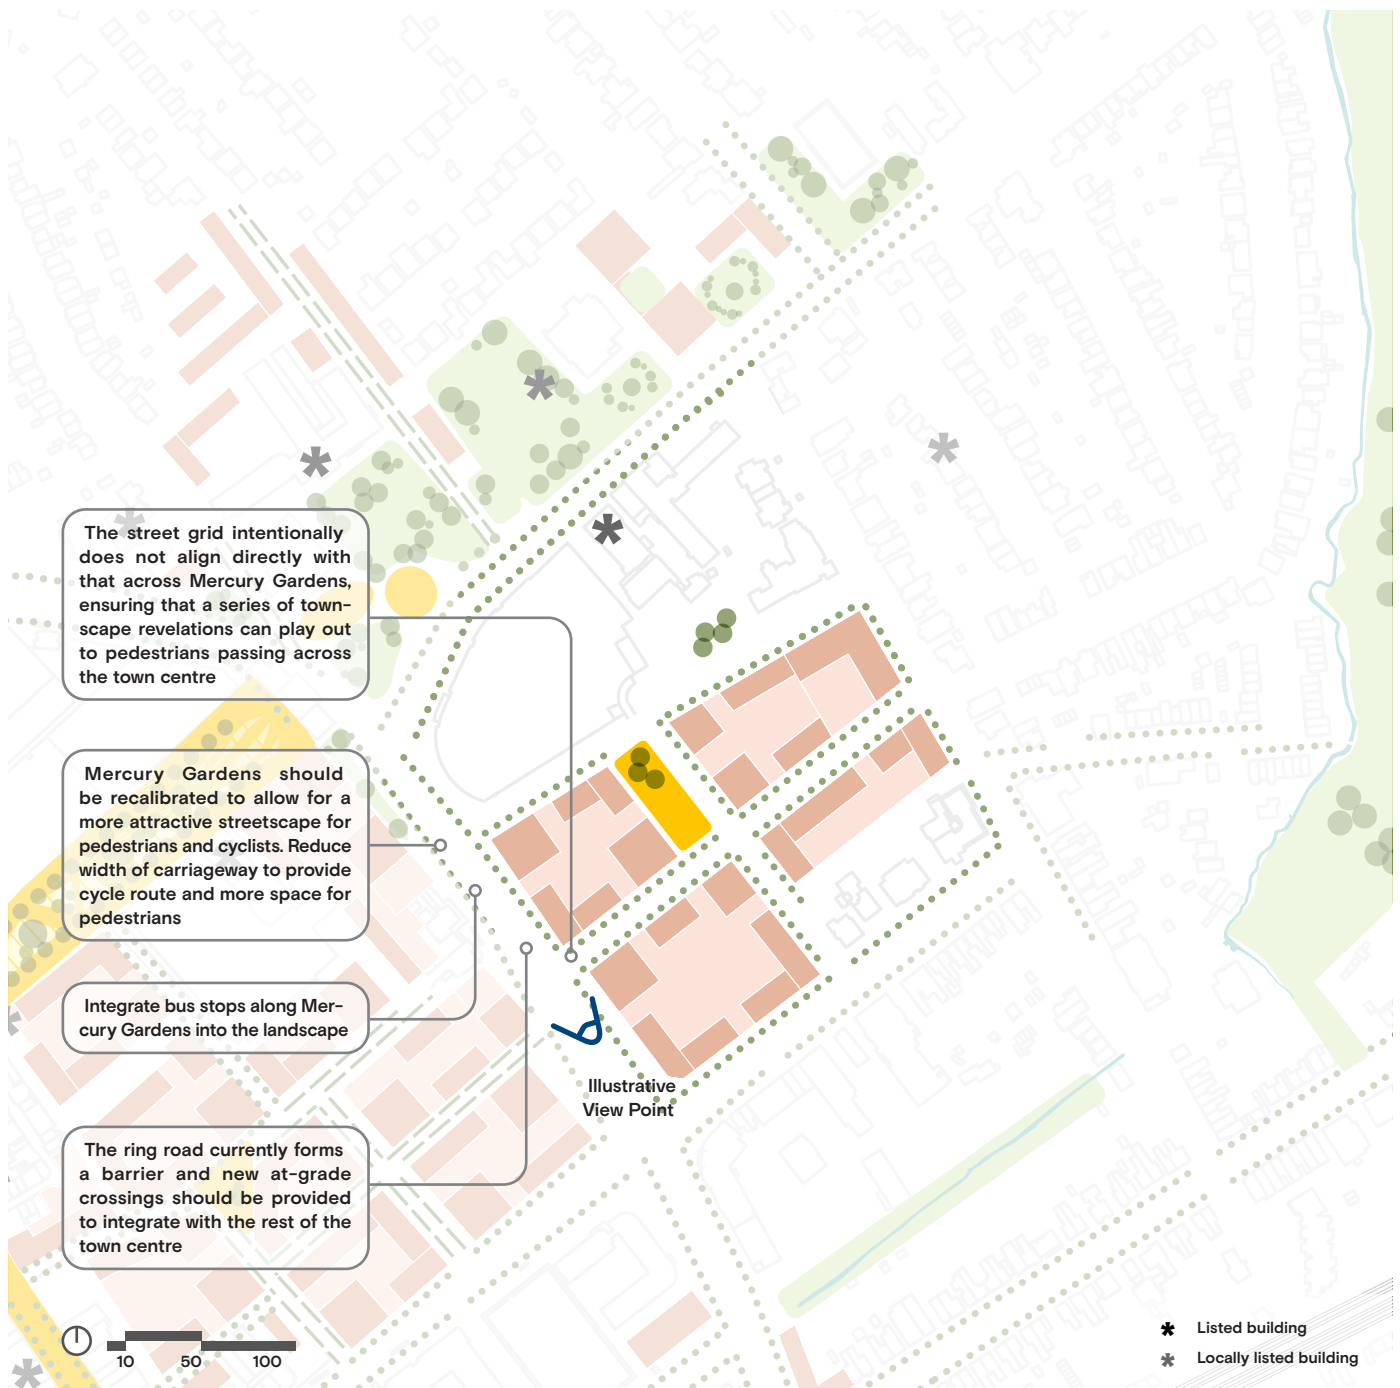 The street grid intentionally
does not align directly with
that across Mercury Gardens,
ensuring that a series of town-
scape revelations can play out
to pedestrians passing across
the town centre
Mercury Gardens should
be recalibrated to allow for a
more attractive streetscape for
pedestrians and cyclists. Reduce
width of carriageway to provide
cycle route and more space for
pedestrians
Integrate bus stops along Mer-
cury Gardens into the landscape
Illustrative
View Point
The ring road currently forms
a barrier and new at-grade
crossings should be provided
to integrate with the rest of the
town centre
10 50 100
Listed building
Locally listed building